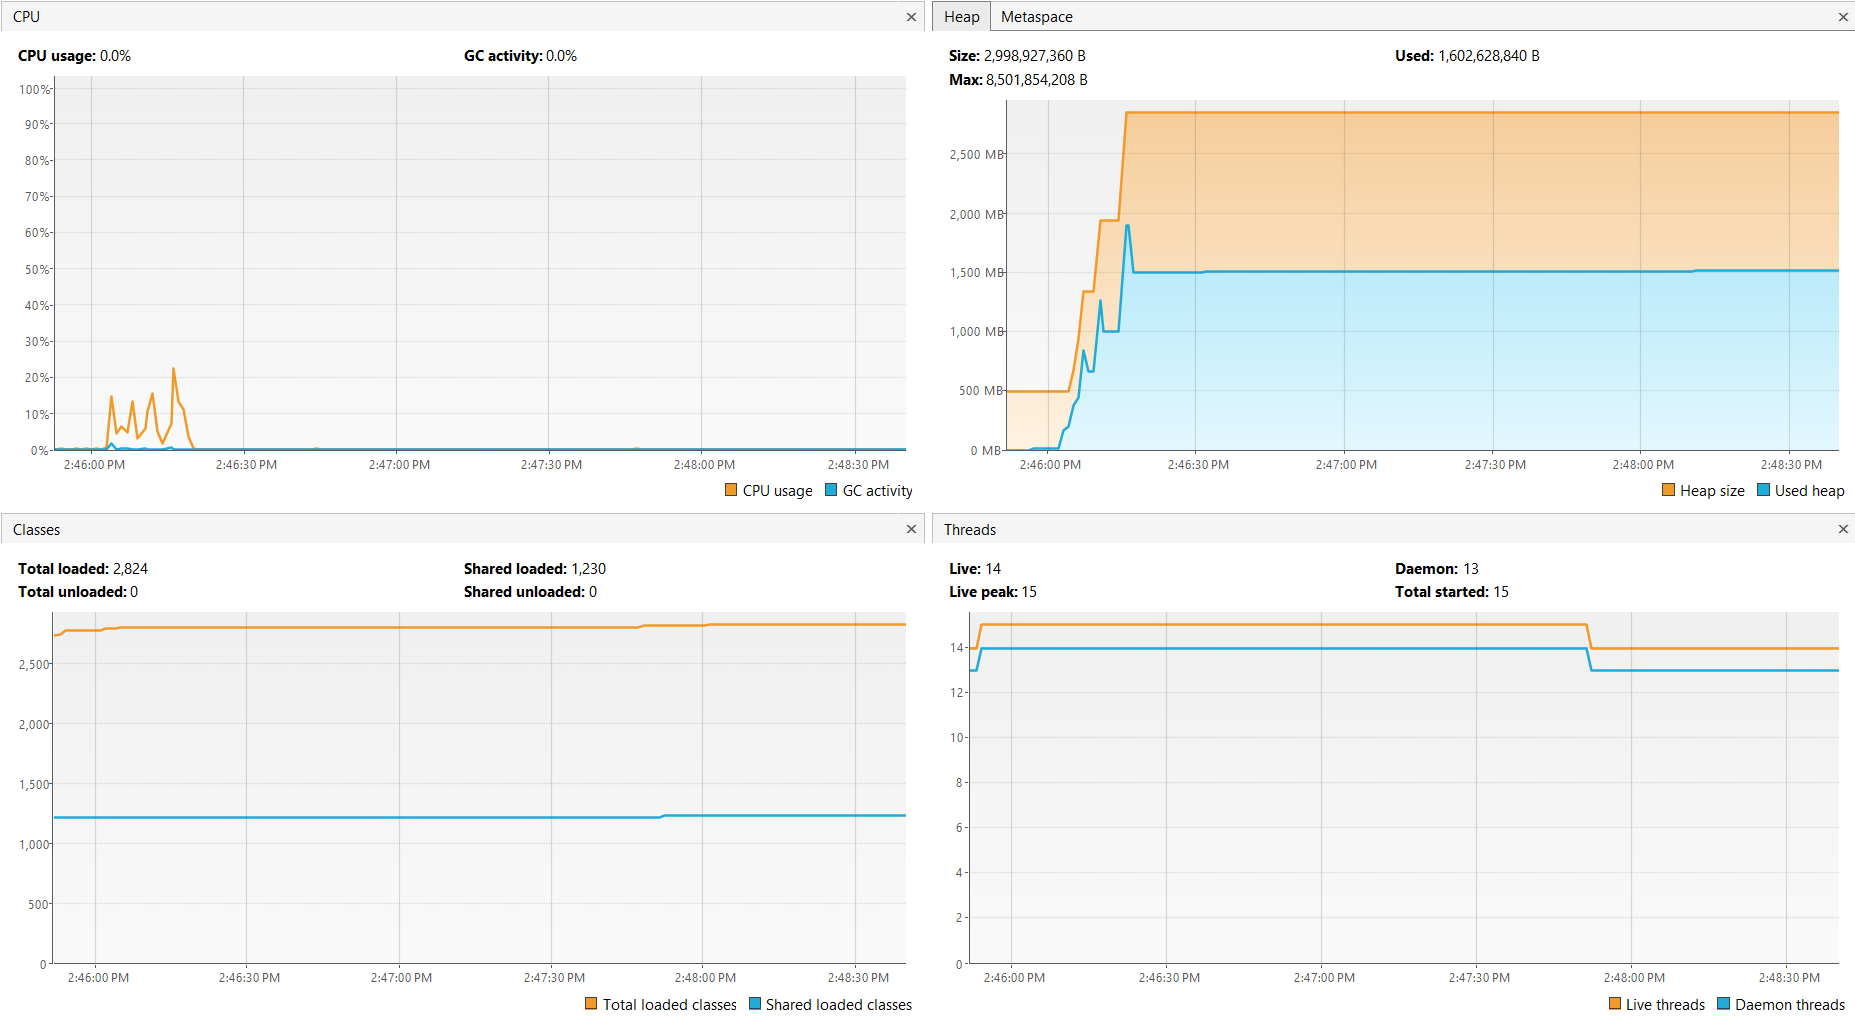 CPU ×
CPU usage: 0.0% GC activity: 0.0%
100%
90%
80%
70%
60%
50%
40%
30%
20%
10%
0%
2:46:00 PM 2:46:30 PM 2:47:00 PM 2:47:30 PM 2:48:00 PM 2:48:30 PM
CPU usage GC activity
Heap Metaspace ×
Size: 2,998,927,360 B Used: 1,602,628,840 B
Max: 8,501,854,208 B
2,500 MB
2,000 MB
1,500 MB
1,000 MB
500 MB
0 MB
2:46:00 PM 2:46:30 PM 2:47:00 PM 2:47:30 PM 2:48:00 PM 2:48:30 PM
Heap size Used heap
Classes ×
Total loaded: 2,824 Shared loaded: 1,230
Total unloaded: 0 Shared unloaded: 0
2,500
2,000
1,500
1,000
500
0
2:46:00 PM 2:46:30 PM 2:47:00 PM 2:47:30 PM 2:48:00 PM 2:48:30 PM
Total loaded classes Shared loaded classes
Threads ×
Live: 14 Daemon: 13
Live peak: 15 Total started: 15
14
12
10
8
6
4
2
0
2:46:00 PM 2:46:30 PM 2:47:00 PM 2:47:30 PM 2:48:00 PM 2:48:30 PM
Live threads Daemon threads